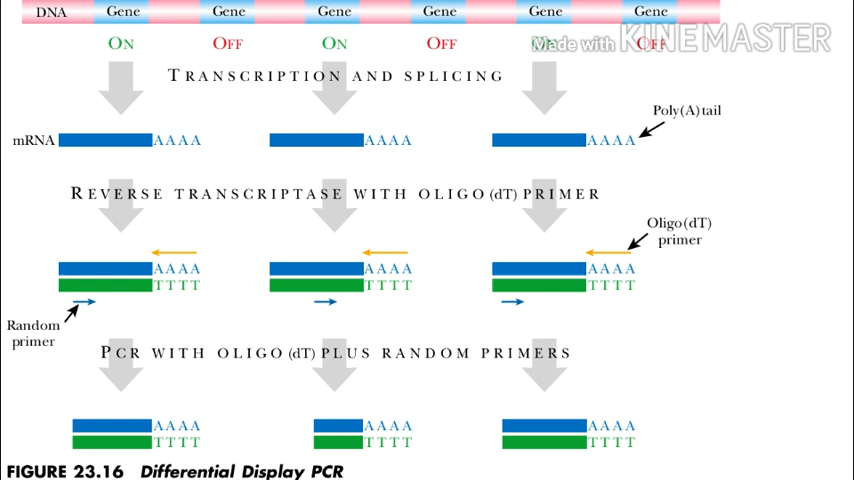 DNA Gene Gene Gene Gene Gene Gene
ON OFF ON OFF ON OFF
Made with KINEMASTER
TRANSCRIPTION AND SPLICING
Poly(A) tail
mRNA AAAA AAAA AAAA
REVERSE TRANSCRIPTASE WITH OLIGO (dT) PRIMER
Oligo(dT)
primer
AAAA AAAA AAAA
TTTT TTTT TTTT
Random
primer
PCR WITH OLIGO (dT) PLUS RANDOM PRIMERS
AAAA AAAA AAAA
TTTT TTTT TTTT
FIGURE 23.16 Differential Display PCR